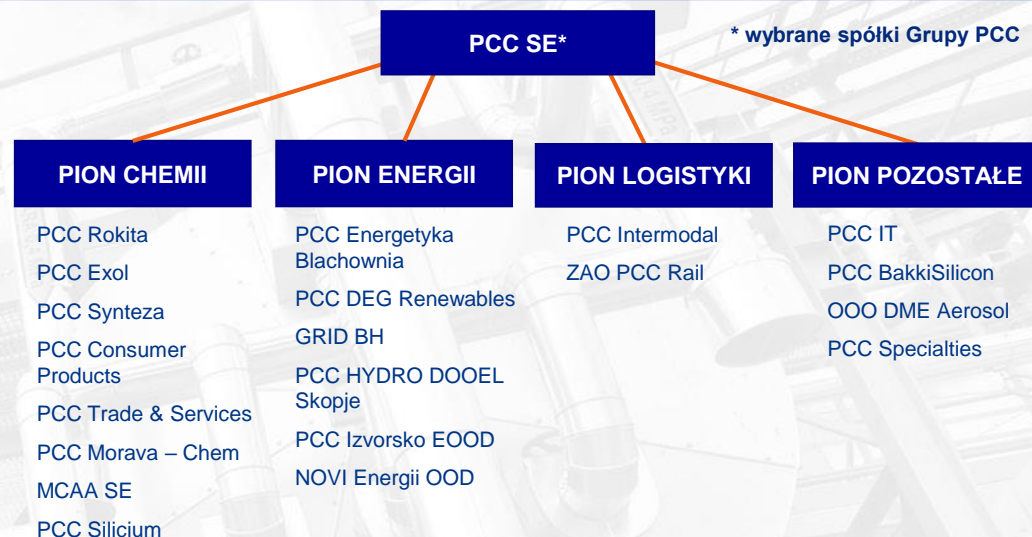 PCC SE*
* wybrane spółki Grupy PCC
PION CHEMII
PCC Rokita
PCC Exol
PCC Synteza
PCC Consumer
Products
PCC Trade & Services
PCC Morava – Chem
MCAA SE
PCC Silicium
PION ENERGII
PCC Energetyka
Blachownia
PCC DEG Renewables
GRID BH
PCC HYDRO DOOEL
Skopje
PCC Izvorsko EOOD
NOVI Energii OOD
PION LOGISTYKI
PCC Intermodal
ZAO PCC Rail
PION POZOSTAŁE
PCC IT
PCC BakkiSilicon
OOO DME Aerosol
PCC Specialties